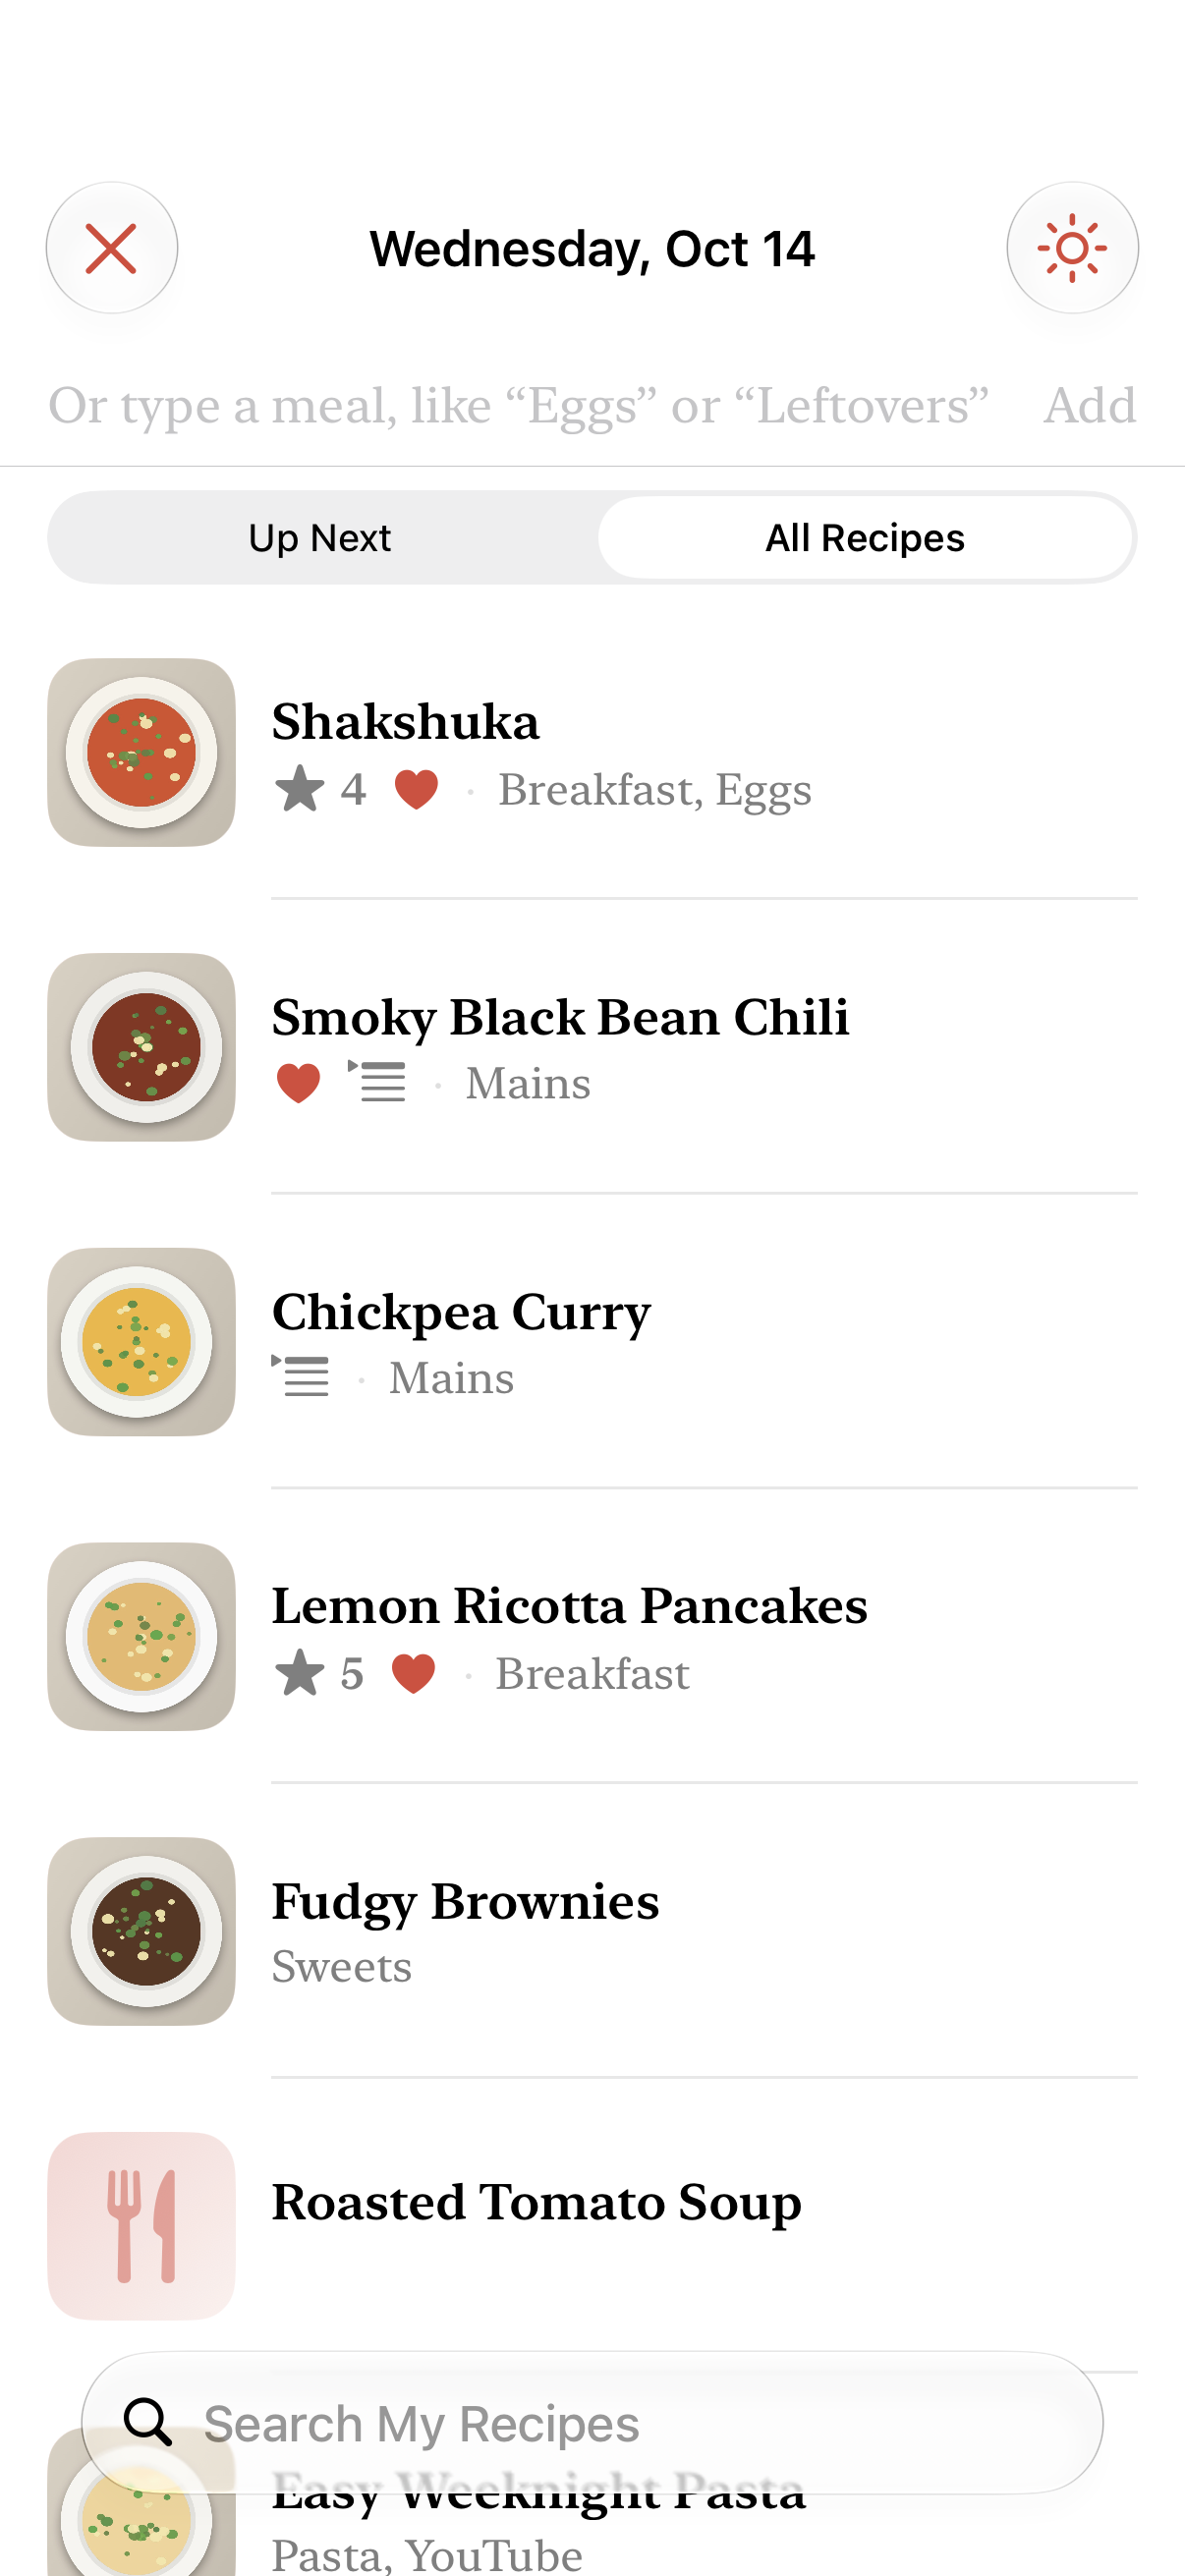 Wednesday, Oct 14
Or type a meal, like “Eggs” or “Leftovers” Add
Up Next All Recipes
Shakshuka
4 · Breakfast, Eggs
Smoky Black Bean Chili
· Mains
Chickpea Curry
· Mains
Lemon Ricotta Pancakes
5 · Breakfast
Fudgy Brownies
Sweets
Roasted Tomato Soup
Search My Recipes
Easy Weeknight Pasta
Pasta, YouTube